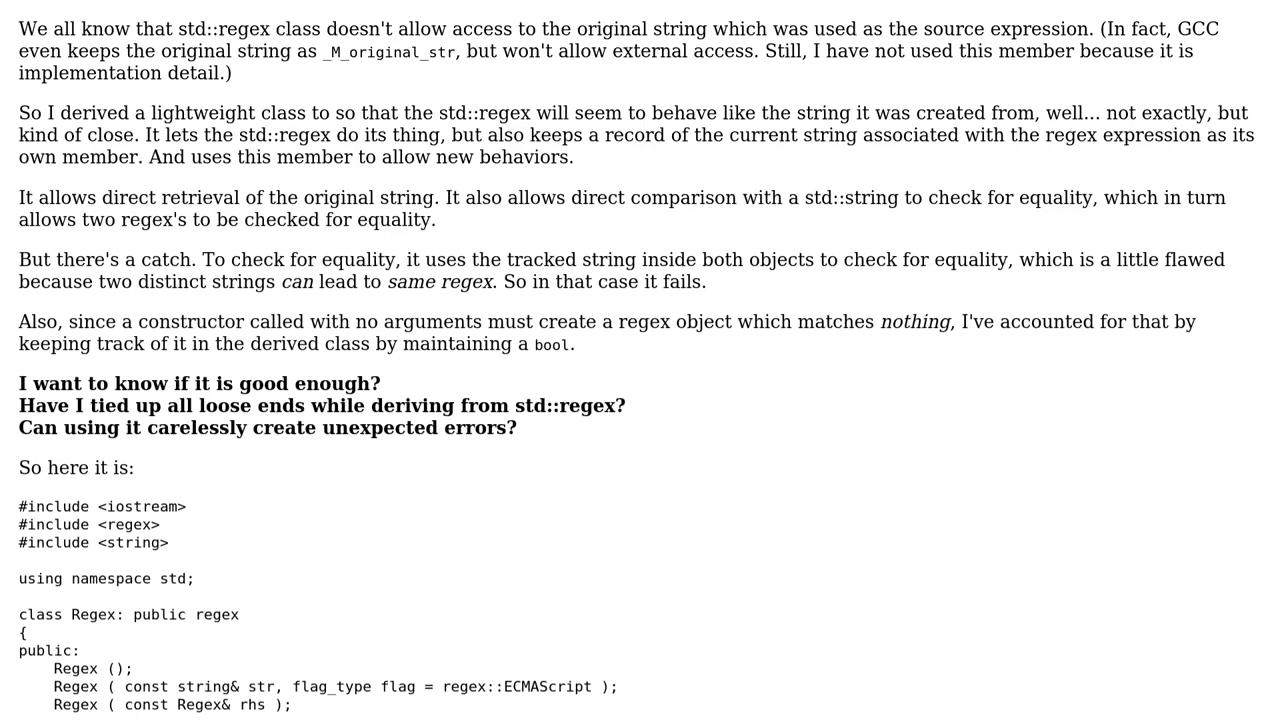 We all know that std::regex class doesn't allow access to the original string which was used as the source expression. (In fact, GCC
even keeps the original string as _M_original_str, but won't allow external access. Still, I have not used this member because it is
implementation detail.)
So I derived a lightweight class to so that the std::regex will seem to behave like the string it was created from, well... not exactly, but
kind of close. It lets the std::regex do its thing, but also keeps a record of the current string associated with the regex expression as its
own member. And uses this member to allow new behaviors.
It allows direct retrieval of the original string. It also allows direct comparison with a std::string to check for equality, which in turn
allows two regex's to be checked for equality.
But there's a catch. To check for equality, it uses the tracked string inside both objects to check for equality, which is a little flawed
because two distinct strings can lead to same regex. So in that case it fails.
Also, since a constructor called with no arguments must create a regex object which matches nothing, I've accounted for that by
keeping track of it in the derived class by maintaining a bool.
I want to know if it is good enough?
Have I tied up all loose ends while deriving from std::regex?
Can using it carelessly create unexpected errors?
So here it is:
#include <iostream>
#include <regex>
#include <string>
using namespace std;
class Regex: public regex
{
public:
    Regex ();
    Regex ( const string& str, flag_type flag = regex::ECMAScript );
    Regex ( const Regex& rhs );